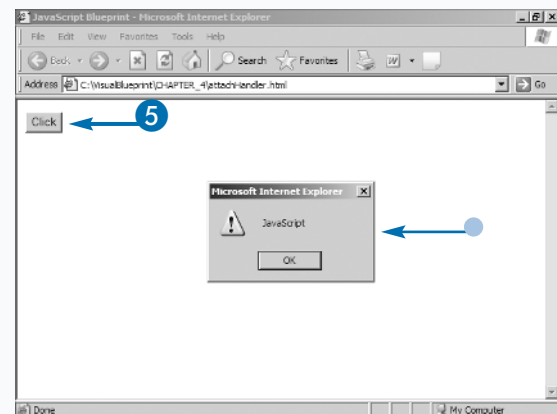 JavaScript Blueprint - Microsoft Internet Explorer
File Edit View Favorites Tools Help
Back Search Favorites
Address C:\VisualBlueprint\CHAPTER_4\attachHandler.html Go
Click 5
Microsoft Internet Explorer
JavaScript
OK
Done My Computer